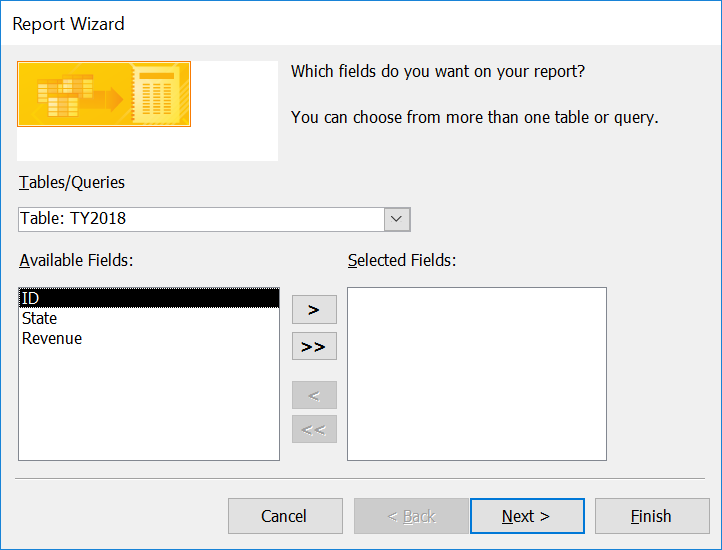 Report Wizard
Which fields do you want on your report?
You can choose from more than one table or query.
Tables/Queries
Table: TY2018
Available Fields:
Selected Fields:
ID
State
Revenue
>
>>
<
<<
Cancel
< Back
Next >
Finish